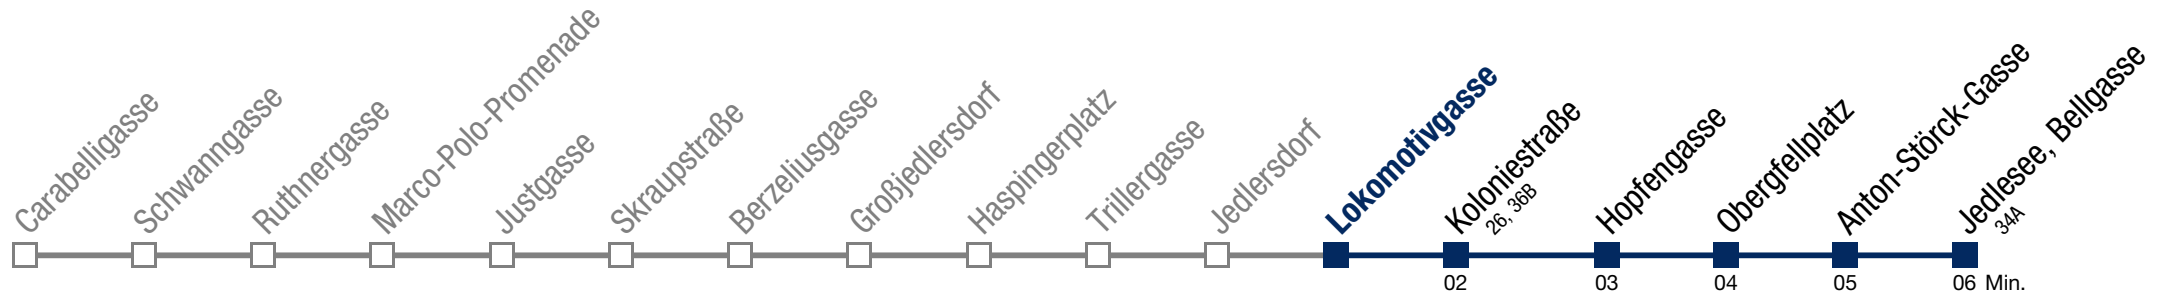 Carabelligasse
Schwanngasse
Ruthnergasse
Marco-Polo-Promenade
Justgasse
Skraupstraße
Berzeliusgasse
Großjedlersdorf
Haspingerplatz
Trillergasse
Jedlersdorf
Lokomotivgasse
Koloniestraße
26, 36B
Hopfengasse
Obergfellplatz
Anton-Störck-Gasse
Jedlesee, Bellgasse
34A
02 03 04 05 06 Min.